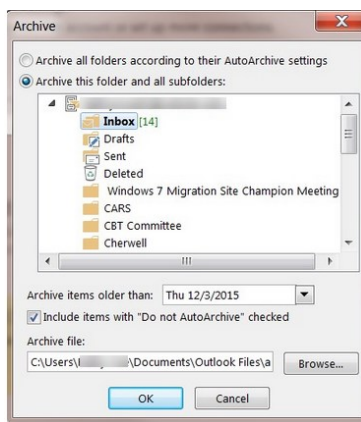 Archive
Archive all folders according to their AutoArchive settings
Archive this folder and all subfolders:
Inbox [14]
Drafts
Sent
Deleted
Windows 7 Migration Site Champion Meeting
CARS
CBT Committee
Cherwell
Archive items older than: Thu 12/3/2015
Include items with "Do not AutoArchive" checked
Archive file:
C:\Users\ \Documents\Outlook Files\a Browse...
OK Cancel